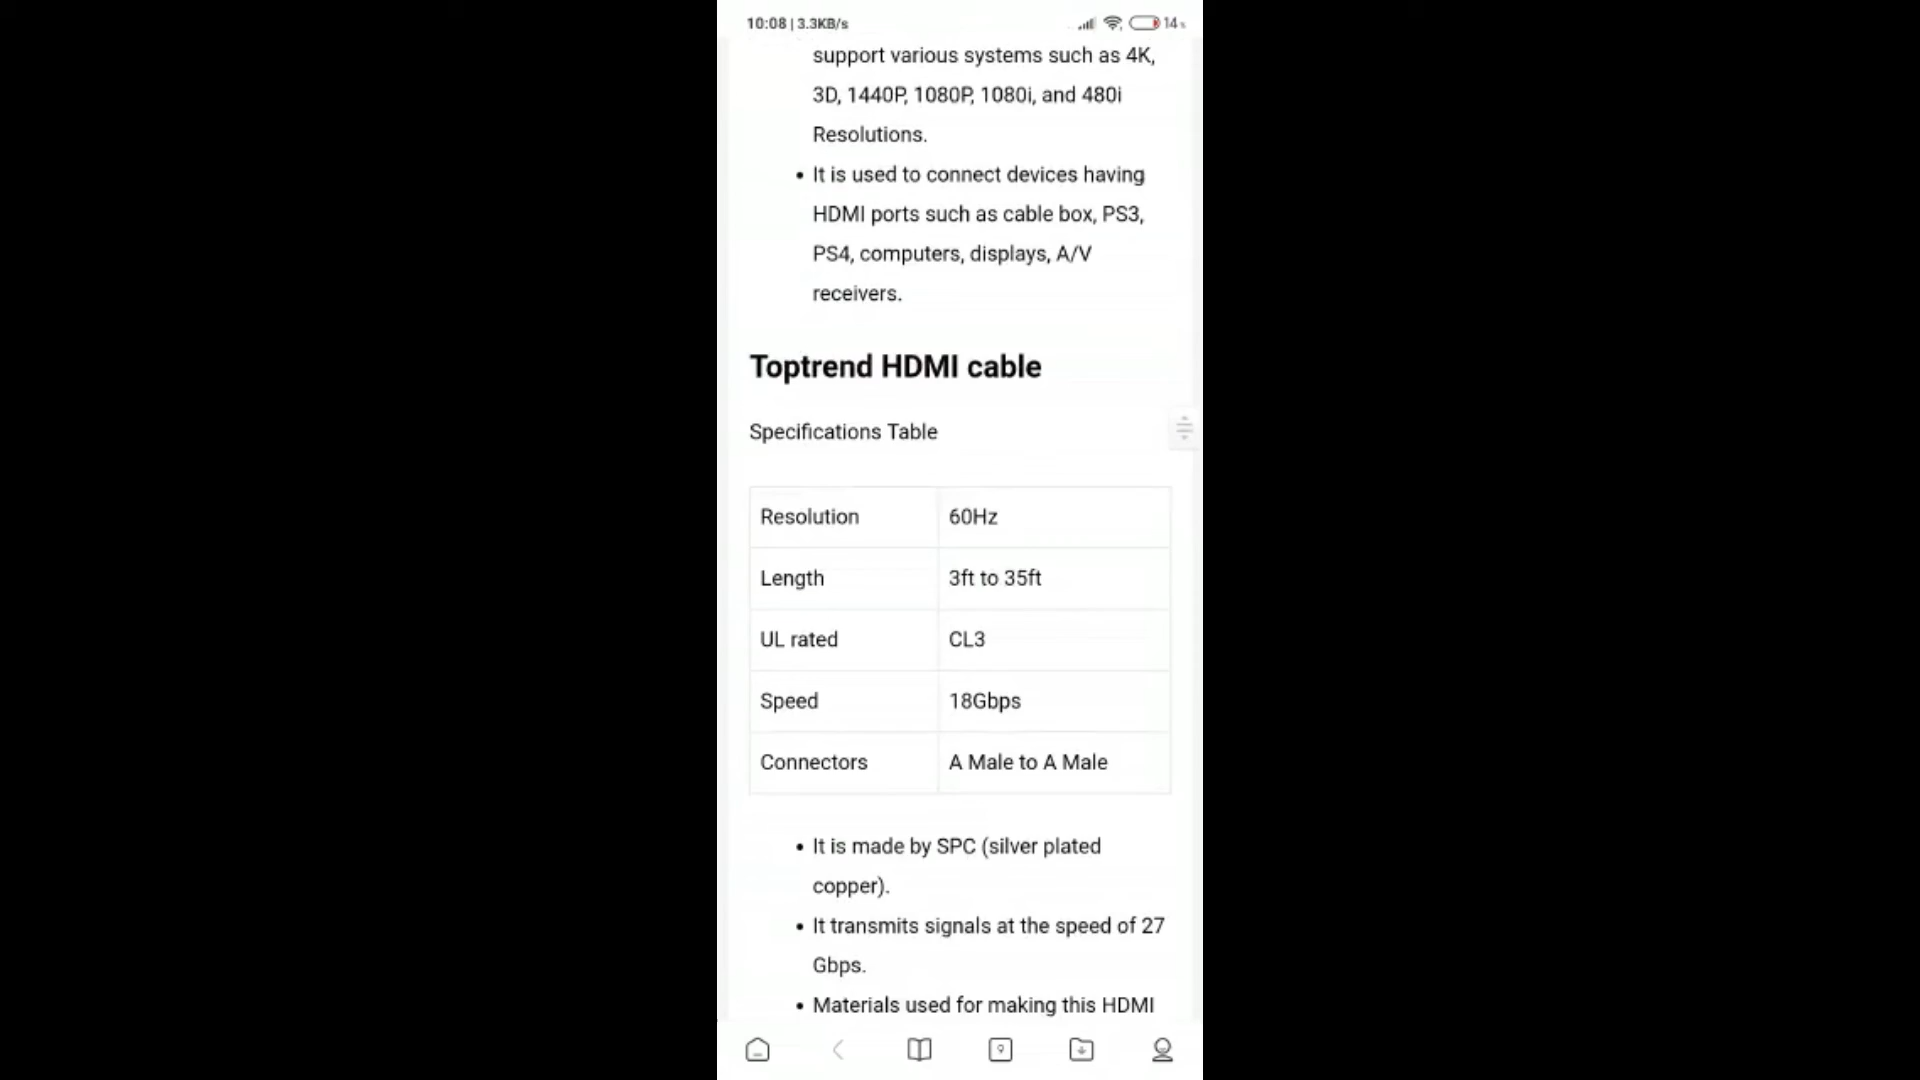 10:08 | 3.3KB/s
14
support various systems such as 4K,
3D, 1440P, 1080P, 1080i, and 480i
Resolutions.
• It is used to connect devices having
HDMI ports such as cable box, PS3,
PS4, computers, displays, A/V
receivers.
Toptrend HDMI cable
Specifications Table
Resolution 60Hz
Length 3ft to 35ft
UL rated CL3
Speed 18Gbps
Connectors A Male to A Male
• It is made by SPC (silver plated
copper).
• It transmits signals at the speed of 27
Gbps.
• Materials used for making this HDMI